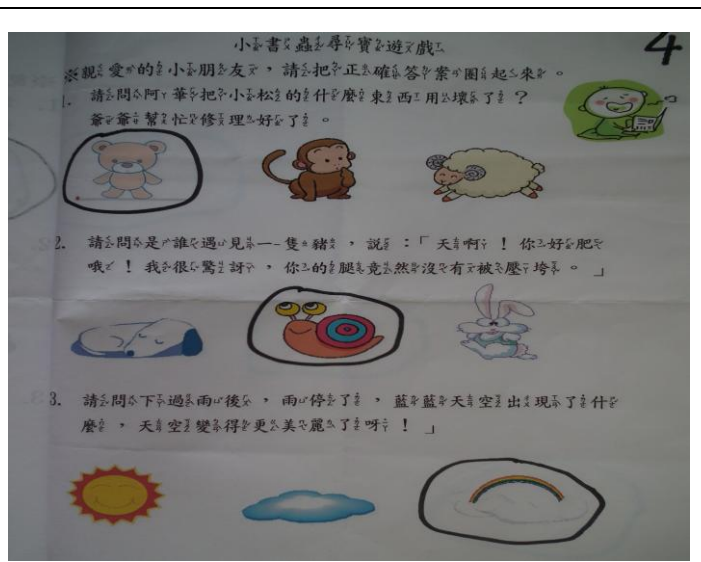 小書蟲尋寶遊戲
4
※親愛的小朋友,請把正確答案圈起來。
1. 請問阿華把小松的什麼東西用壞了?
爺爺幫忙修理好了。
2. 請問是誰遇見一隻豬,說:「天啊!你好肥
哦!我很驚訝,你的腿竟然沒有被壓垮。」
3. 請問下過雨後,雨停了,藍藍天空出現了什
麼,天空變得更美麗了呀!」